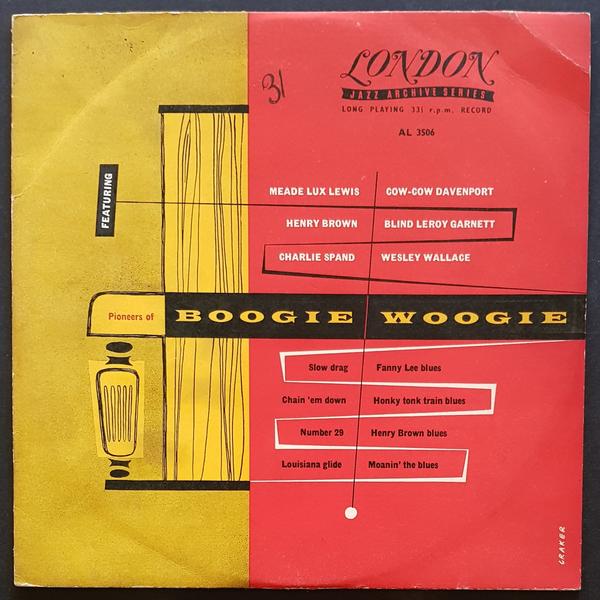 31
LONDON
JAZZ ARCHIVE SERIES
LONG PLAYING 33⅓ r.p.m. RECORD
AL 3506
FEATURING
MEADE LUX LEWIS COW-COW DAVENPORT
HENRY BROWN BLIND LEROY GARNETT
CHARLIE SPAND WESLEY WALLACE
Pioneers of BOOGIE WOOGIE
Slow drag Fanny Lee blues
Chain 'em down Honky tonk train blues
Number 29 Henry Brown blues
Louisiana glide Moanin' the blues
CRAKER